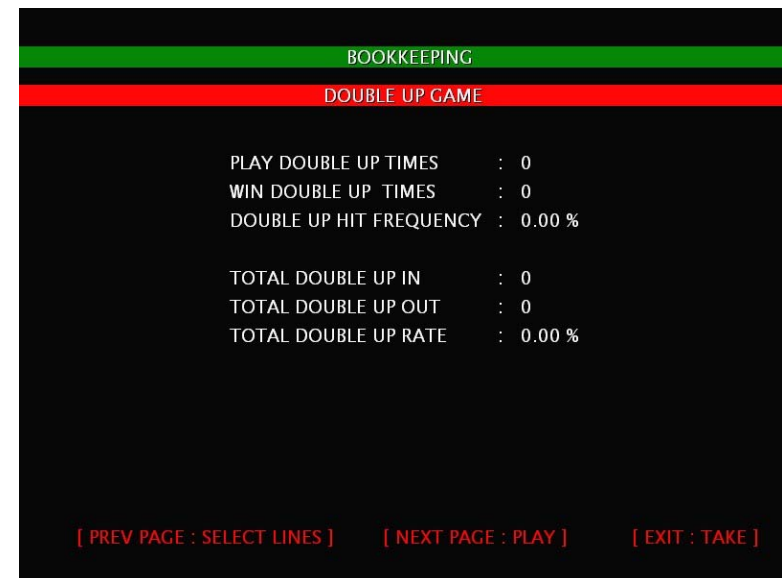 BOOKKEEPING
DOUBLE UP GAME
PLAY DOUBLE UP TIMES : 0
WIN DOUBLE UP TIMES : 0
DOUBLE UP HIT FREQUENCY : 0.00 %
TOTAL DOUBLE UP IN : 0
TOTAL DOUBLE UP OUT : 0
TOTAL DOUBLE UP RATE : 0.00 %
[ PREV PAGE : SELECT LINES ] [ NEXT PAGE : PLAY ] [ EXIT : TAKE ]